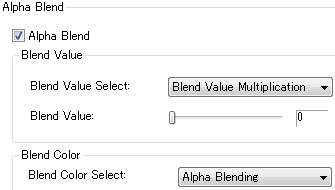 Alpha Blend
Alpha Blend
Blend Value
Blend Value Select: Blend Value Multiplication
Blend Value: 0
Blend Color
Blend Color Select: Alpha Blending